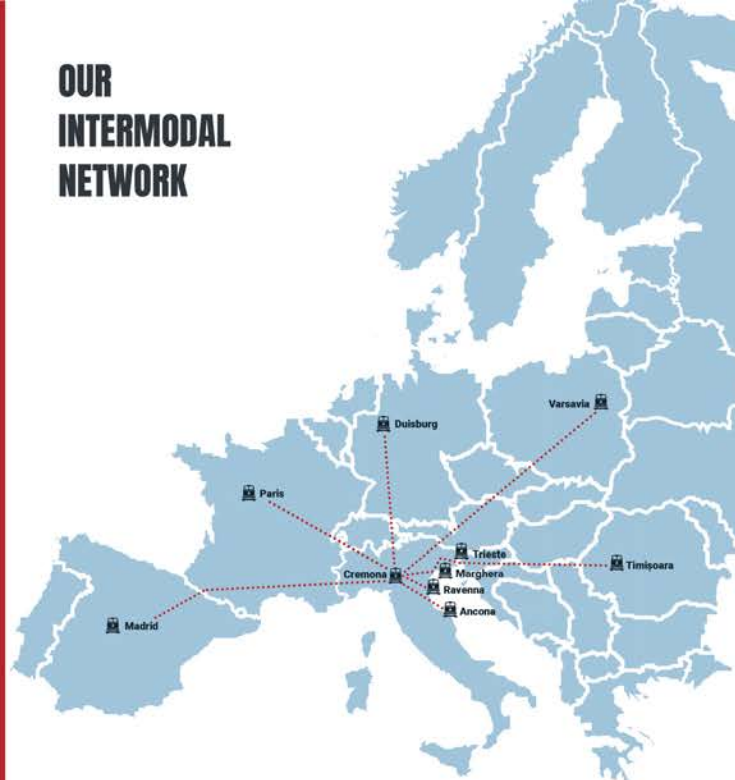 OUR
INTERMODAL
NETWORK
Varsavia
Duisburg
Paris
Trieste
Timișoara
Cremona
Marghera
Ravenna
Ancona
Madrid